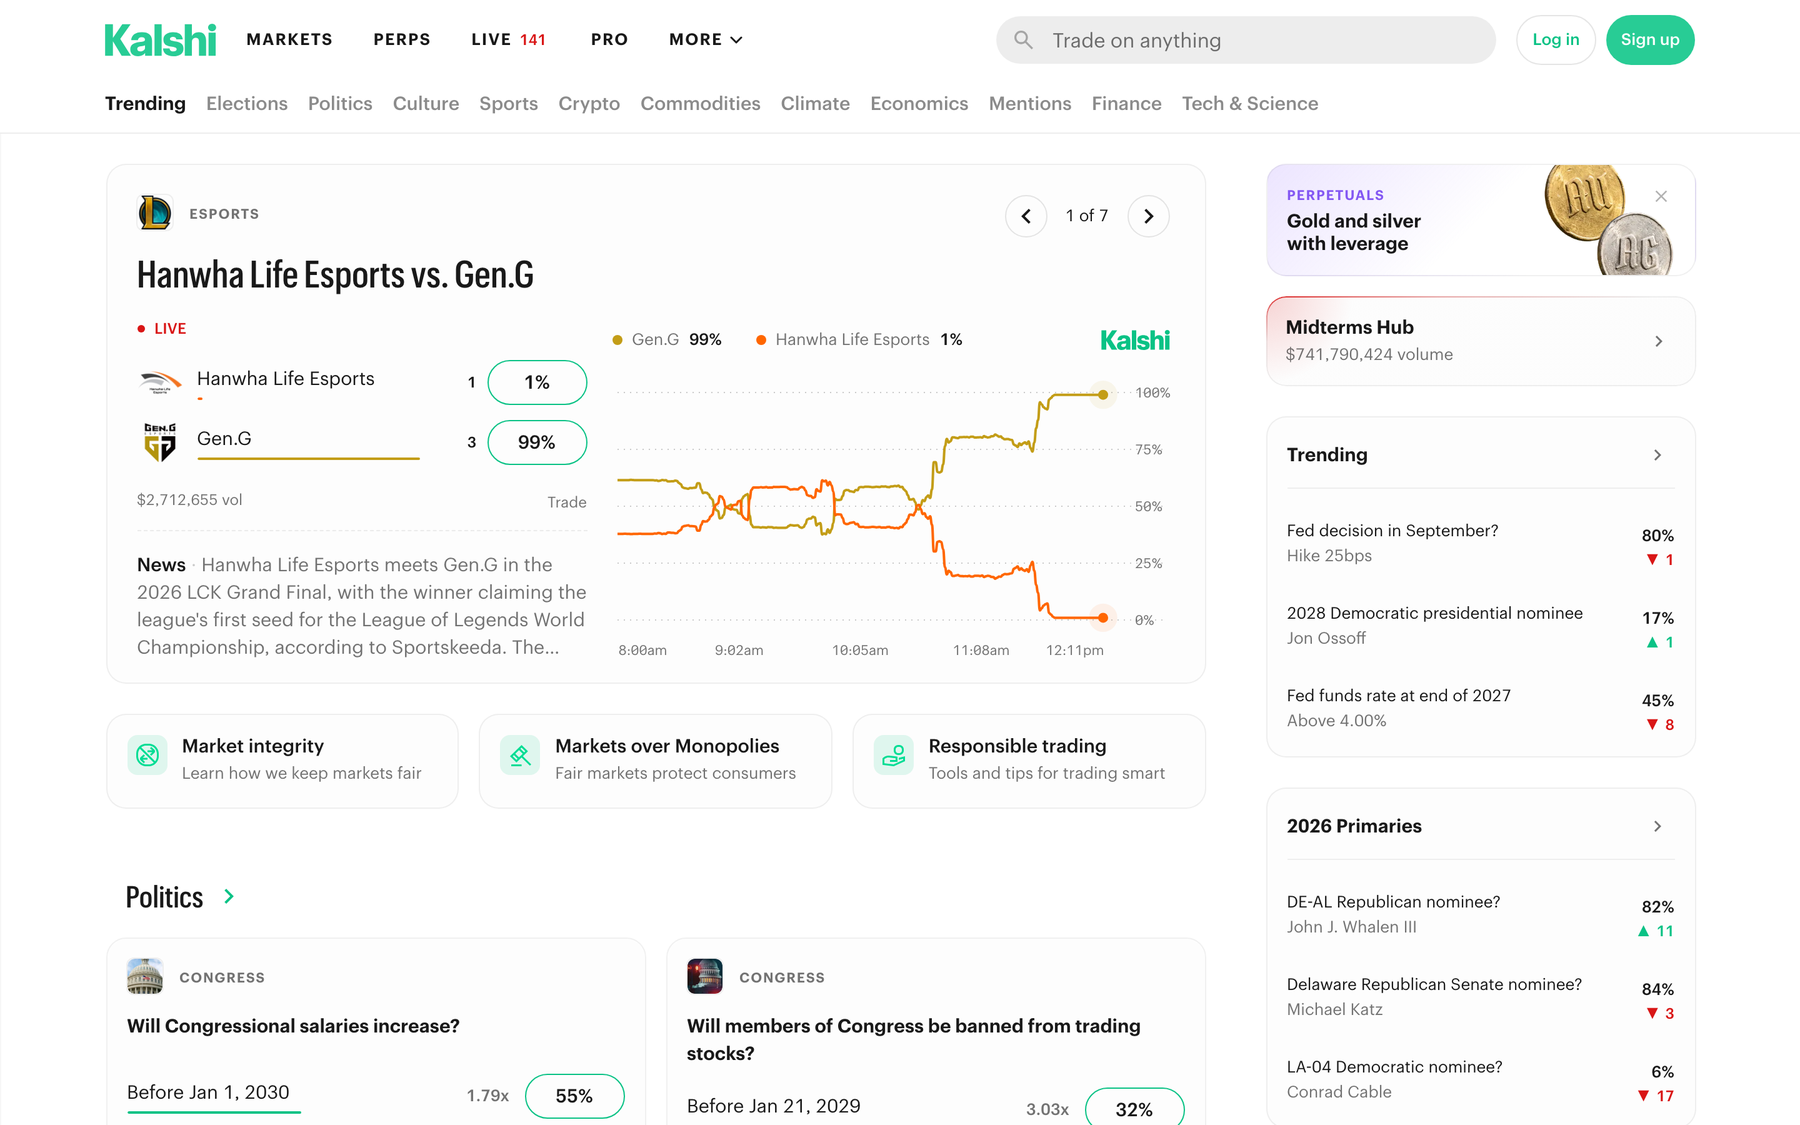 Kalshi
MARKETS
PERPS
LIVE 141
PRO
MORE
Trade on anything
Log in
Sign up
Trending
Elections
Politics
Culture
Sports
Crypto
Commodities
Climate
Economics
Mentions
Finance
Tech & Science
ESPORTS
1 of 7
Hanwha Life Esports vs. Gen.G
LIVE
Hanwha Life Esports
1
1%
GEN.G
Gen.G
3
99%
$2,712,655 vol
Trade
News · Hanwha Life Esports meets Gen.G in the
2026 LCK Grand Final, with the winner claiming the
league's first seed for the League of Legends World
Championship, according to Sportskeeda. The...
Gen.G 99%
Hanwha Life Esports 1%
Kalshi
100%
75%
50%
25%
0%
8:00am
9:02am
10:05am
11:08am
12:11pm
Market integrity
Learn how we keep markets fair
Markets over Monopolies
Fair markets protect consumers
Responsible trading
Tools and tips for trading smart
Politics
CONGRESS
Will Congressional salaries increase?
Before Jan 1, 2030
1.79x
55%
CONGRESS
Will members of Congress be banned from trading
stocks?
Before Jan 21, 2029
3.03x
32%
PERPETUALS
Gold and silver
with leverage
AU
AG
Midterms Hub
$741,790,424 volume
Trending
Fed decision in September?
80%
Hike 25bps
▼ 1
2028 Democratic presidential nominee
17%
Jon Ossoff
▲ 1
Fed funds rate at end of 2027
45%
Above 4.00%
▼ 8
2026 Primaries
DE-AL Republican nominee?
82%
John J. Whalen III
▲ 11
Delaware Republican Senate nominee?
84%
Michael Katz
▼ 3
LA-04 Democratic nominee?
6%
Conrad Cable
▼ 17